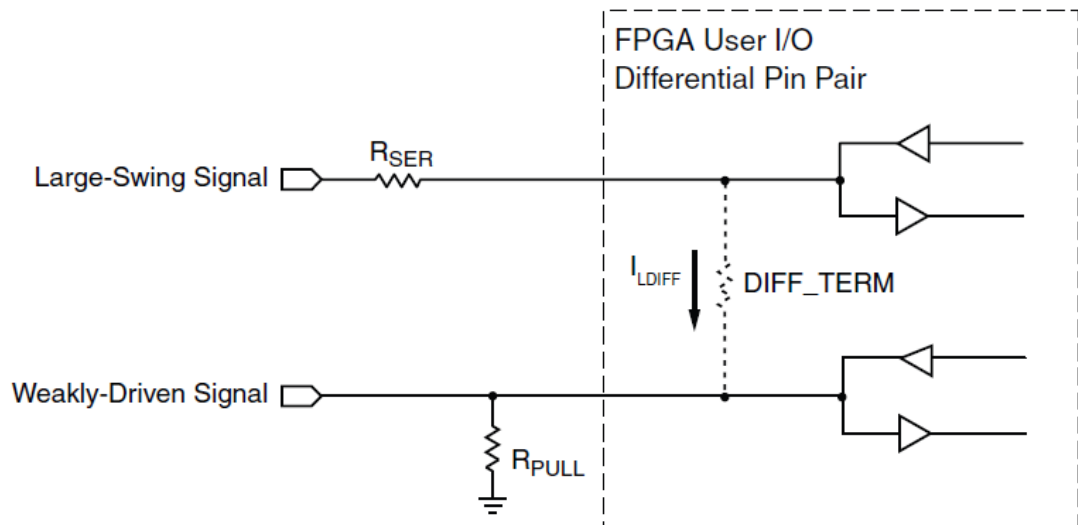 FPGA User I/O
Differential Pin Pair
RSER
Large-Swing Signal
ILDIFF
DIFF_TERM
Weakly-Driven Signal
RPULL